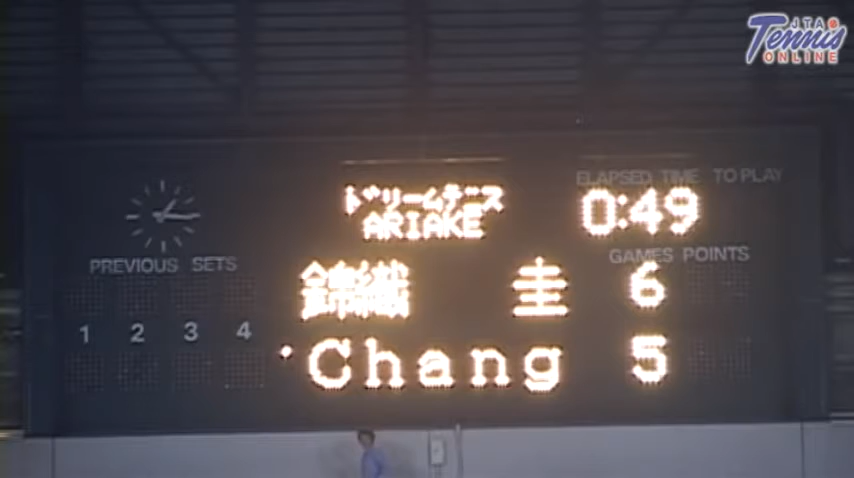 JTA
Tennis
ONLINE
ELAPSED TIME TO PLAY
ドリームテニス
ARIAKE
0:49
GAMES POINTS
PREVIOUS SETS
錦織 圭 6
1 2 3 4
Chang 5